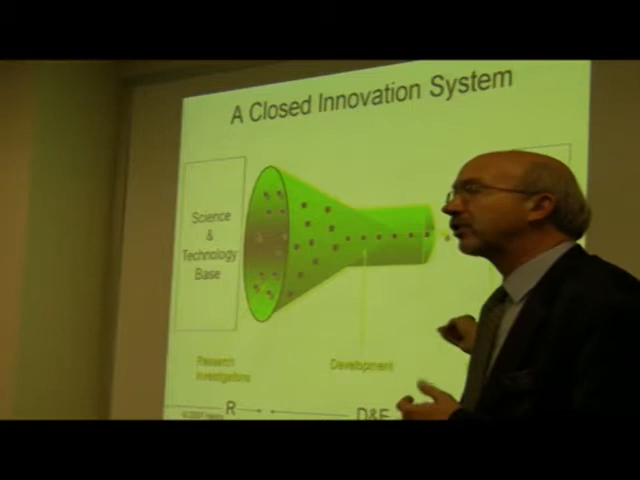 A Closed Innovation System
Science
&
Technology
Base
Research
Investigations
Development
R
D&E